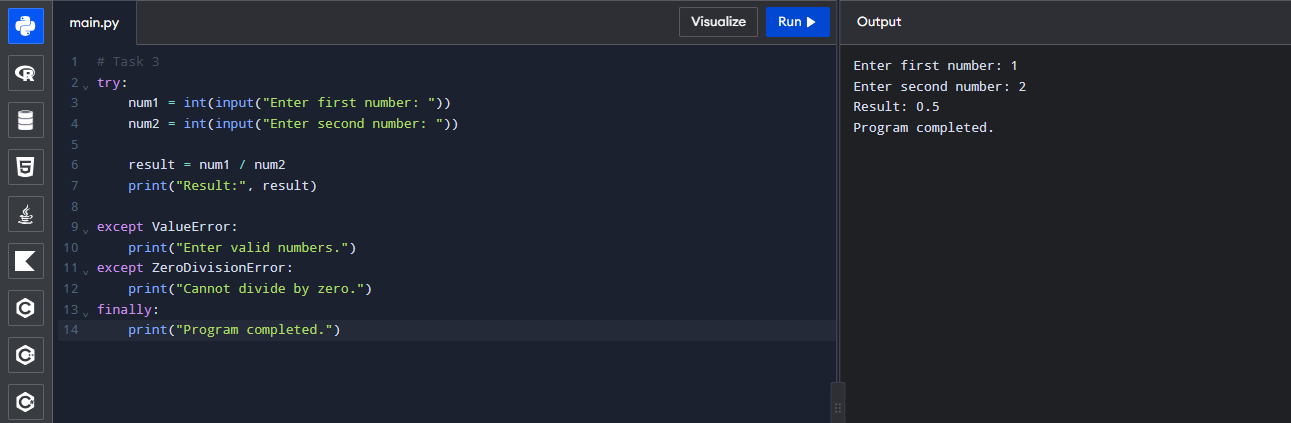 main.py
Visualize
Run
Output
1 # Task 3
2 try:
3     num1 = int(input("Enter first number: "))
4     num2 = int(input("Enter second number: "))
5
6     result = num1 / num2
7     print("Result:", result)
8
9 except ValueError:
10     print("Enter valid numbers.")
11 except ZeroDivisionError:
12     print("Cannot divide by zero.")
13 finally:
14     print("Program completed.")
Enter first number: 1
Enter second number: 2
Result: 0.5
Program completed.